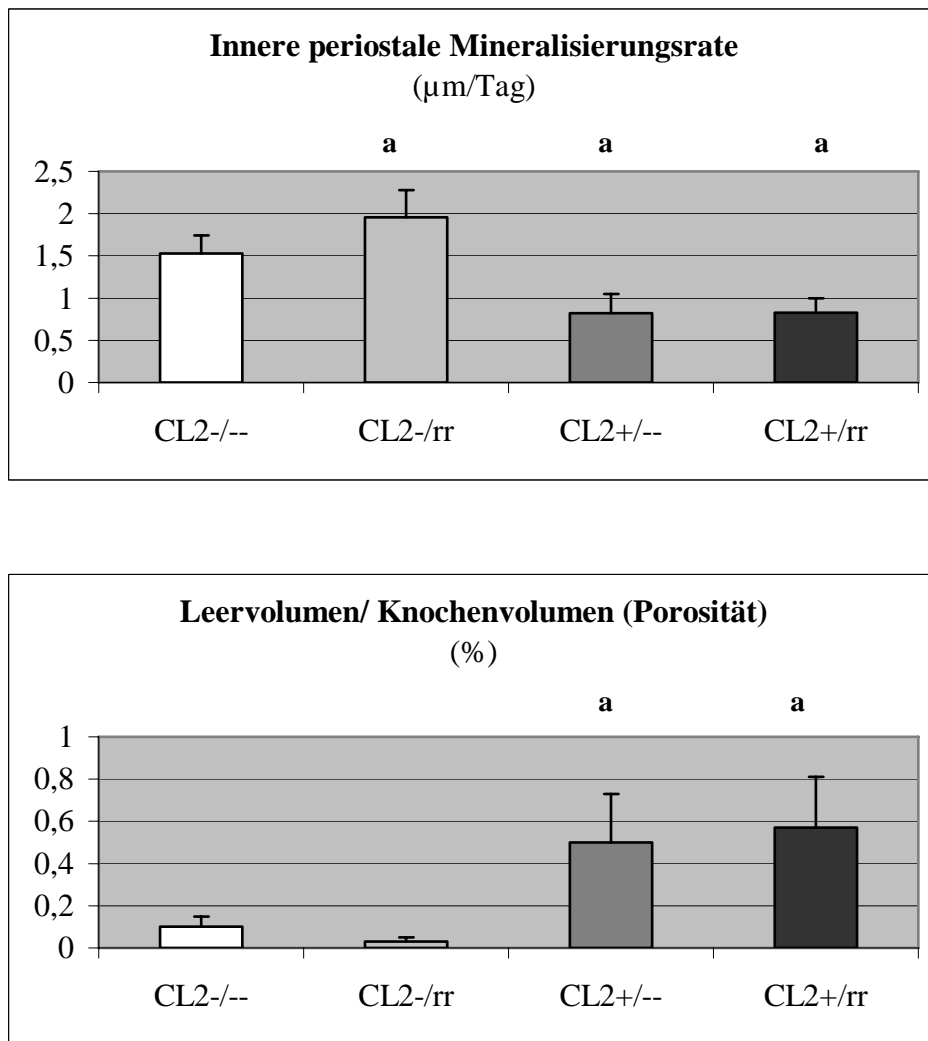 Innere periostale Mineralisierungsrate
(µm/Tag)
a a a
2,5
2
1,5
1
0,5
0
CL2-/-- CL2-/rr CL2+/-- CL2+/rr
Leervolumen/ Knochenvolumen (Porosität)
(%)
a a
1
0,8
0,6
0,4
0,2
0
CL2-/-- CL2-/rr CL2+/-- CL2+/rr